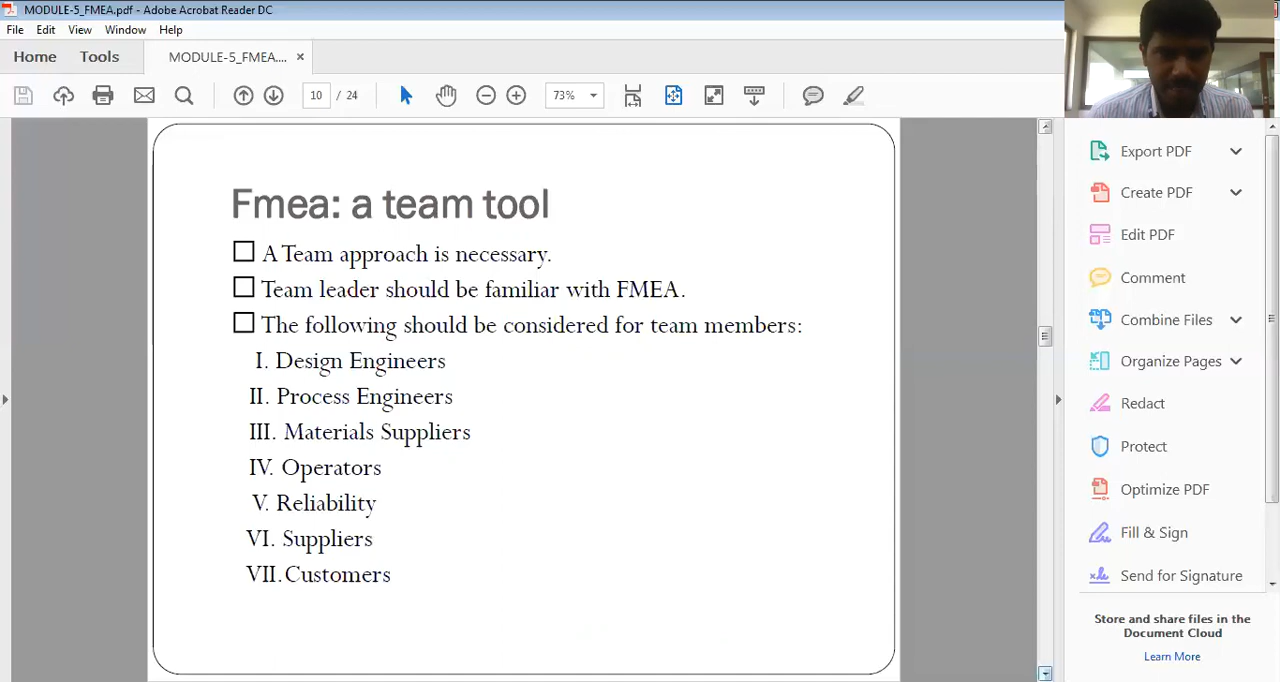 MODULE-5_FMEA.pdf - Adobe Acrobat Reader DC
File Edit View Window Help
Home Tools MODULE-5_FMEA.... ×
10 / 24 73%
Fmea: a team tool
A Team approach is necessary.
Team leader should be familiar with FMEA.
The following should be considered for team members:
I. Design Engineers
II. Process Engineers
III. Materials Suppliers
IV. Operators
V. Reliability
VI. Suppliers
VII. Customers
Export PDF
Create PDF
Edit PDF
Comment
Combine Files
Organize Pages
Redact
Protect
Optimize PDF
Fill & Sign
Send for Signature
Store and share files in the
Document Cloud
Learn More